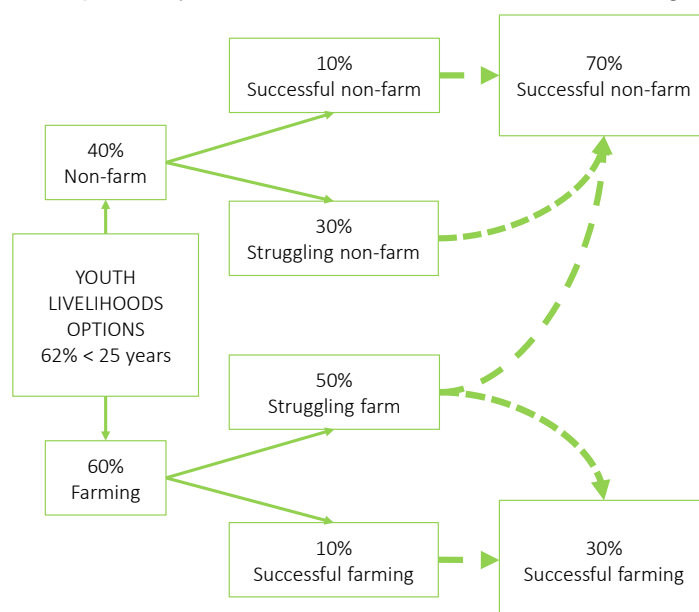 10%
Successful non-farm
70%
Successful non-farm
40%
Non-farm
30%
Struggling non-farm
YOUTH
LIVELIHOODS
OPTIONS
62% < 25 years
50%
Struggling farm
60%
Farming
10%
Successful farming
30%
Successful farming